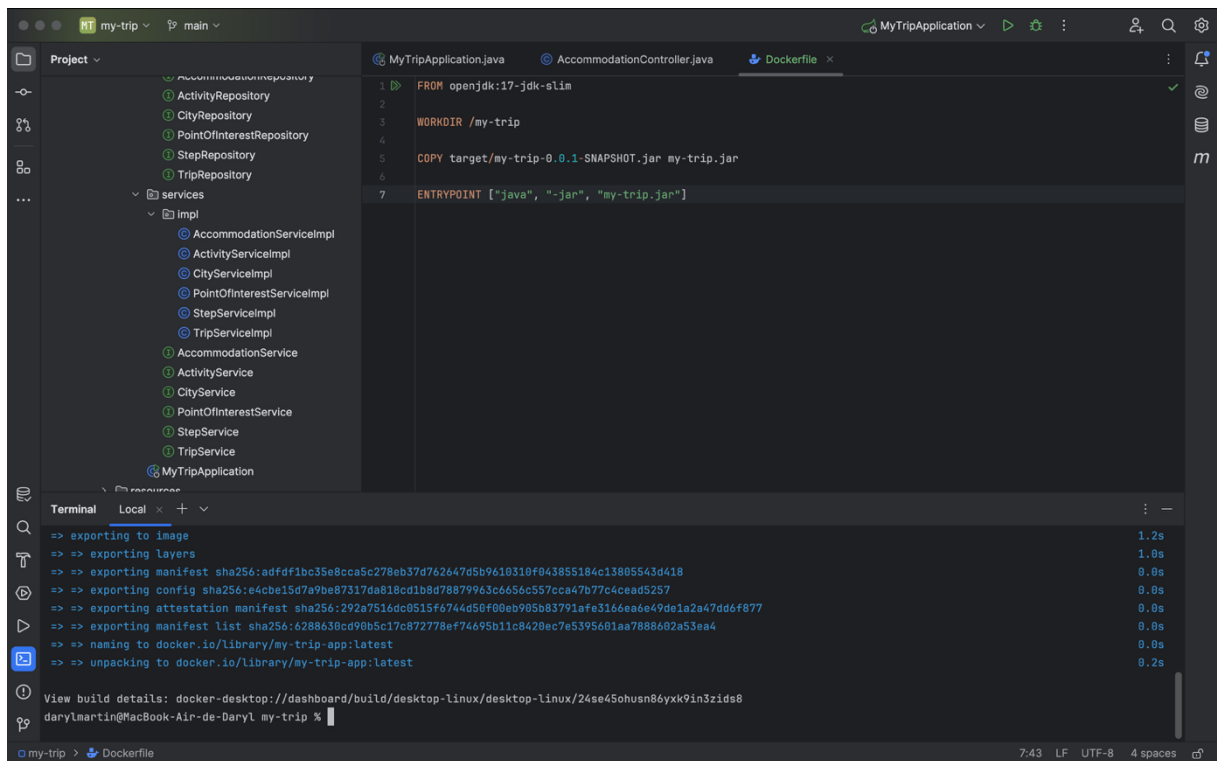 MT my-trip main MyTripApplication
Project
MyTripApplication.java AccommodationController.java Dockerfile
AccommodationRepository
ActivityRepository
CityRepository
PointOfInterestRepository
StepRepository
TripRepository
services
impl
AccommodationServiceImpl
ActivityServiceImpl
CityServiceImpl
PointOfInterestServiceImpl
StepServiceImpl
TripServiceImpl
AccommodationService
ActivityService
CityService
PointOfInterestService
StepService
TripService
MyTripApplication
resources
1 FROM openjdk:17-jdk-slim
2
3 WORKDIR /my-trip
4
5 COPY target/my-trip-0.0.1-SNAPSHOT.jar my-trip.jar
6
7 ENTRYPOINT ["java", "-jar", "my-trip.jar"]
m
Terminal Local
=> exporting to image 1.2s
=> => exporting layers 1.0s
=> => exporting manifest sha256:adfdf1bc35e8cca5c278eb37d762647d5b9610310f043855184c13805543d418 0.0s
=> => exporting config sha256:e4cbe15d7a9be87317da818cd1b8d78879963c6656c557cca47b77c4cead5257 0.0s
=> => exporting attestation manifest sha256:292a7516dc0515f6744d50f00eb905b83791afe3166ea6e49de1a2a47dd6f877 0.0s
=> => exporting manifest list sha256:6288630cd90b5c17c872778ef74695b11c8420ec7e5395601aa7888602a53ea4 0.0s
=> => naming to docker.io/library/my-trip-app:latest 0.0s
=> => unpacking to docker.io/library/my-trip-app:latest 0.2s
View build details: docker-desktop://dashboard/build/desktop-linux/desktop-linux/24se45ohusn86yxk9in3zids8
darylmartin@MacBook-Air-de-Daryl my-trip %
my-trip > Dockerfile 7:43 LF UTF-8 4 spaces